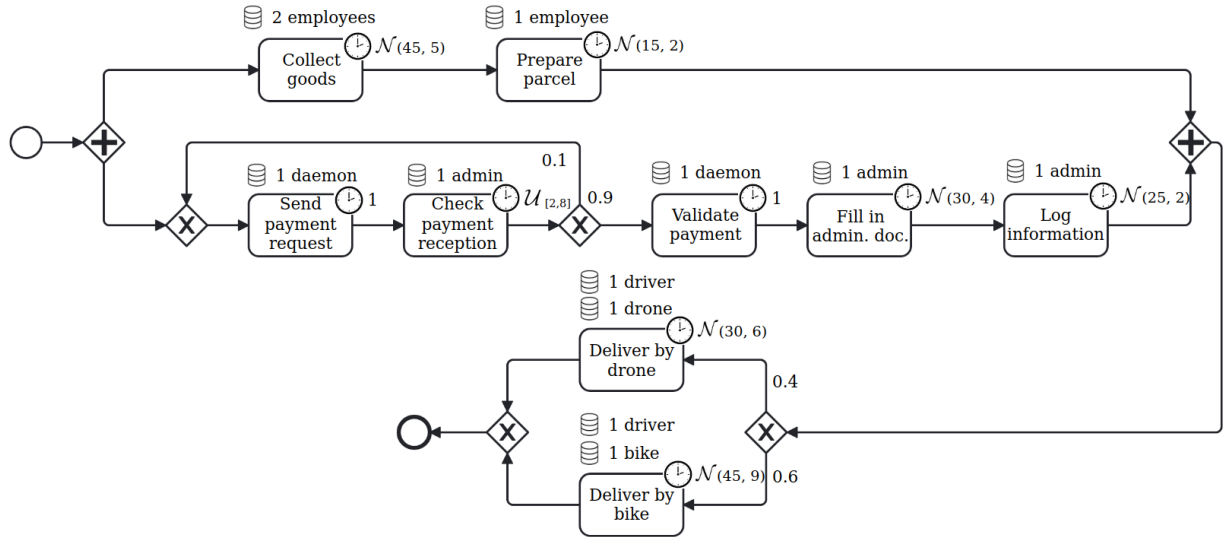 2 employees
1 employee
𝒩(45, 5)
𝒩(15, 2)
Collect
goods
Prepare
parcel
0.1
1 daemon
1 admin
1 daemon
1 admin
1 admin
1
𝒰[2,8]
0.9
1
𝒩(30, 4)
𝒩(25, 2)
Send
payment
request
Check
payment
reception
Validate
payment
Fill in
admin. doc.
Log
information
1 driver
1 drone
𝒩(30, 6)
Deliver by
drone
0.4
1 driver
1 bike
𝒩(45, 9)
0.6
Deliver by
bike